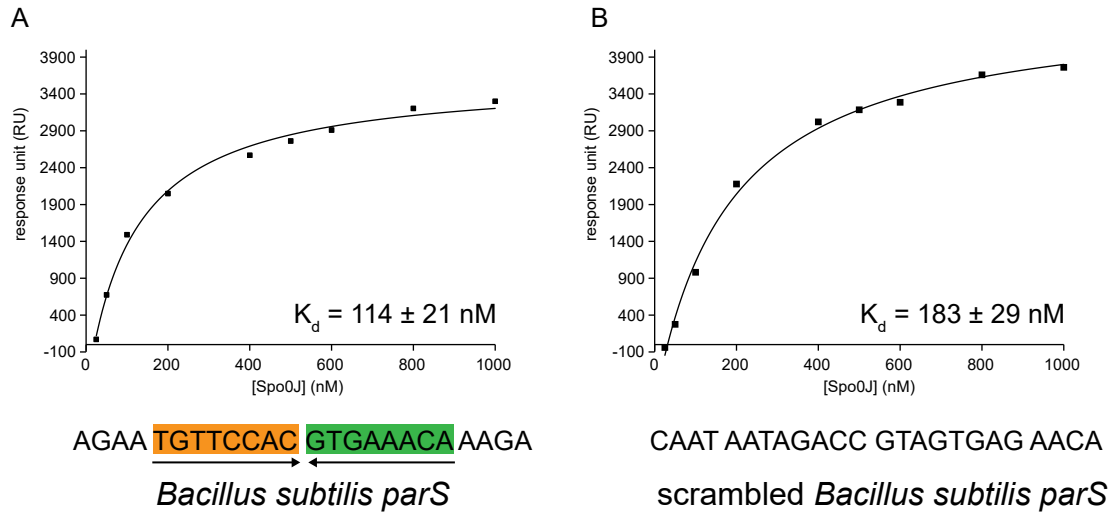 A
3900
3400
2900
2400
1900
1400
900
400
-100
response unit (RU)
0
200
400
600
800
1000
[Spo0J] (nM)
Kd = 114 ± 21 nM
AGAA TGTTCCAC GTGAAACA AAGA
Bacillus subtilis parS
B
3900
3400
2900
2400
1900
1400
900
400
-100
response unit (RU)
0
200
400
600
800
1000
[Spo0J] (nM)
Kd = 183 ± 29 nM
CAAT AATAGACC GTAGTGAG AACA
scrambled Bacillus subtilis parS